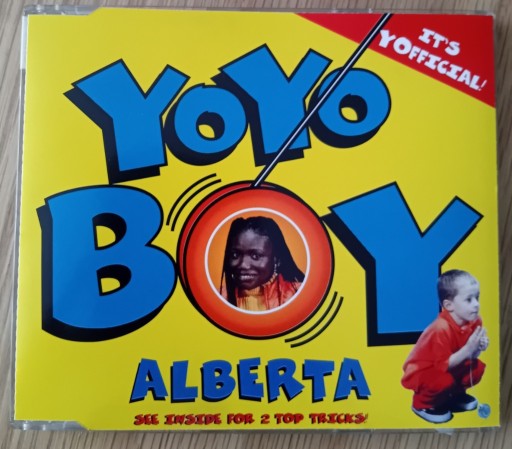 IT'S
YOFFICIAL!
YOYO
BOY
ALBERTA
SEE INSIDE FOR 2 TOP TRICKS!